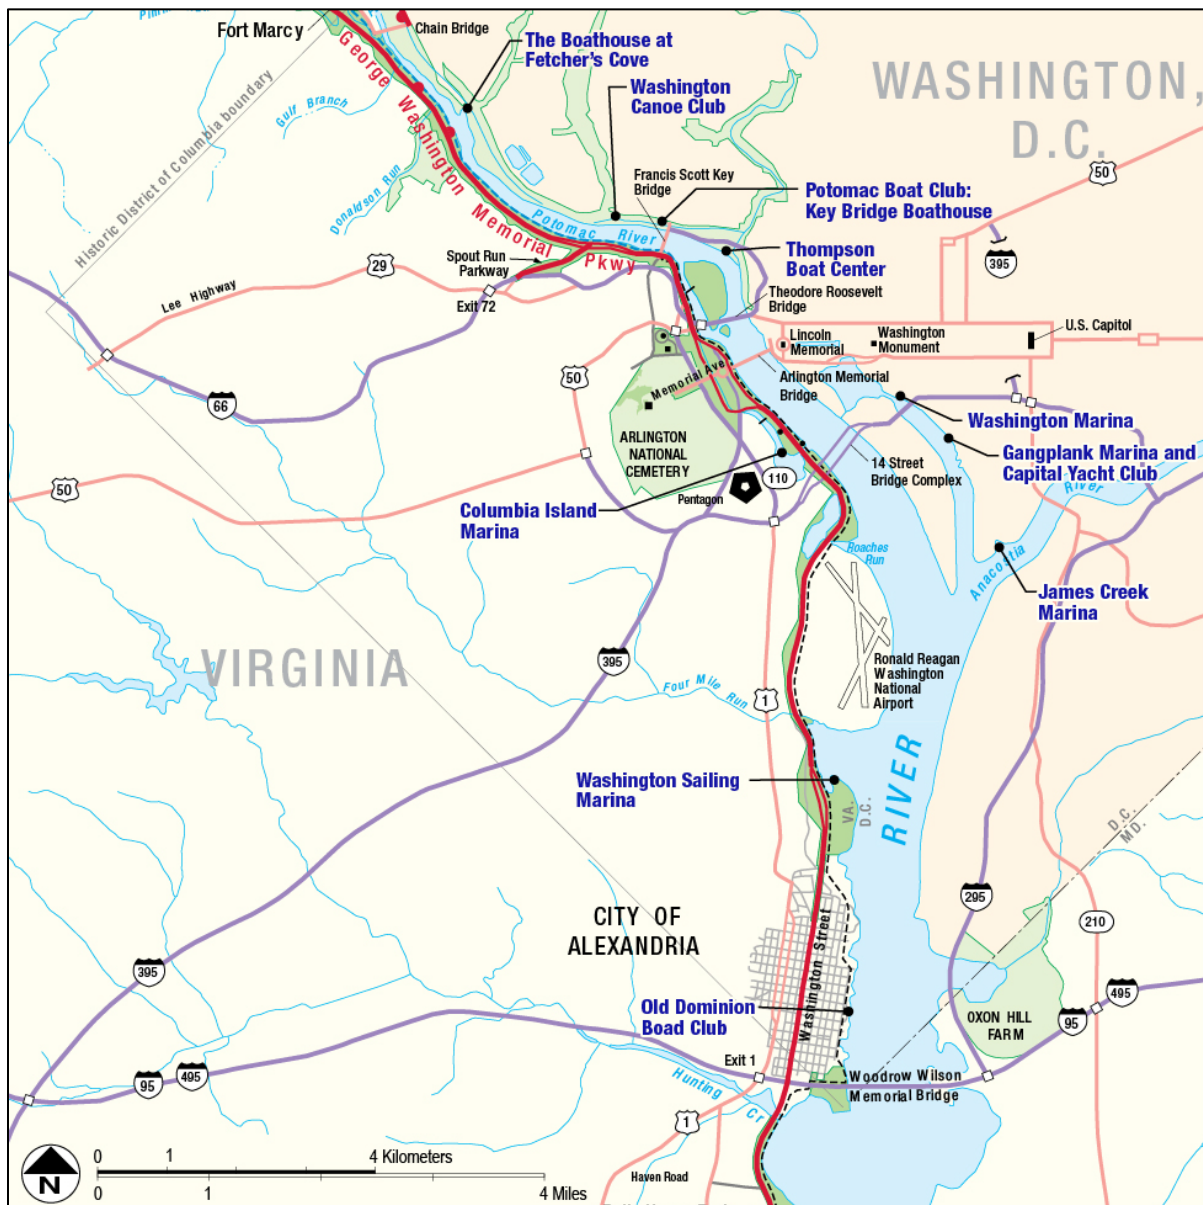 Fort Marcy
Chain Bridge
The Boathouse at
Fetcher's Cove
Washington
Canoe Club
WASHINGTON,
D.C.
George Washington Memorial Pkwy
Historic District of Columbia boundary
Gulf Branch
Donaldson Run
Potomac River
Francis Scott Key
Bridge
50
Potomac Boat Club:
Key Bridge Boathouse
Thompson
Boat Center
395
Spout Run
Parkway
29
Lee Highway
Exit 72
Theodore Roosevelt
Bridge
U.S. Capitol
Lincoln
Memorial
Washington
Monument
Arlington Memorial
Bridge
Memorial Ave
50
66
ARLINGTON
NATIONAL
CEMETERY
Washington Marina
Gangplank Marina and
Capital Yacht Club
14 Street
Bridge Complex
110
Pentagon
50
Columbia Island
Marina
Roaches
Run
Anacostia River
James Creek
Marina
VIRGINIA
395
Ronald Reagan
Washington
National
Airport
Four Mile Run
1
RIVER
Washington Sailing
Marina
VA.
D.C.
D.C.
MD.
295
210
CITY OF
ALEXANDRIA
Washington Street
395
495
95
OXON HILL
FARM
Old Dominion
Boad Club
Exit 1
Woodrow Wilson
Memorial Bridge
95
495
Hunting Cr
1
Haven Road
N
0 1 4 Kilometers
0 1 4 Miles